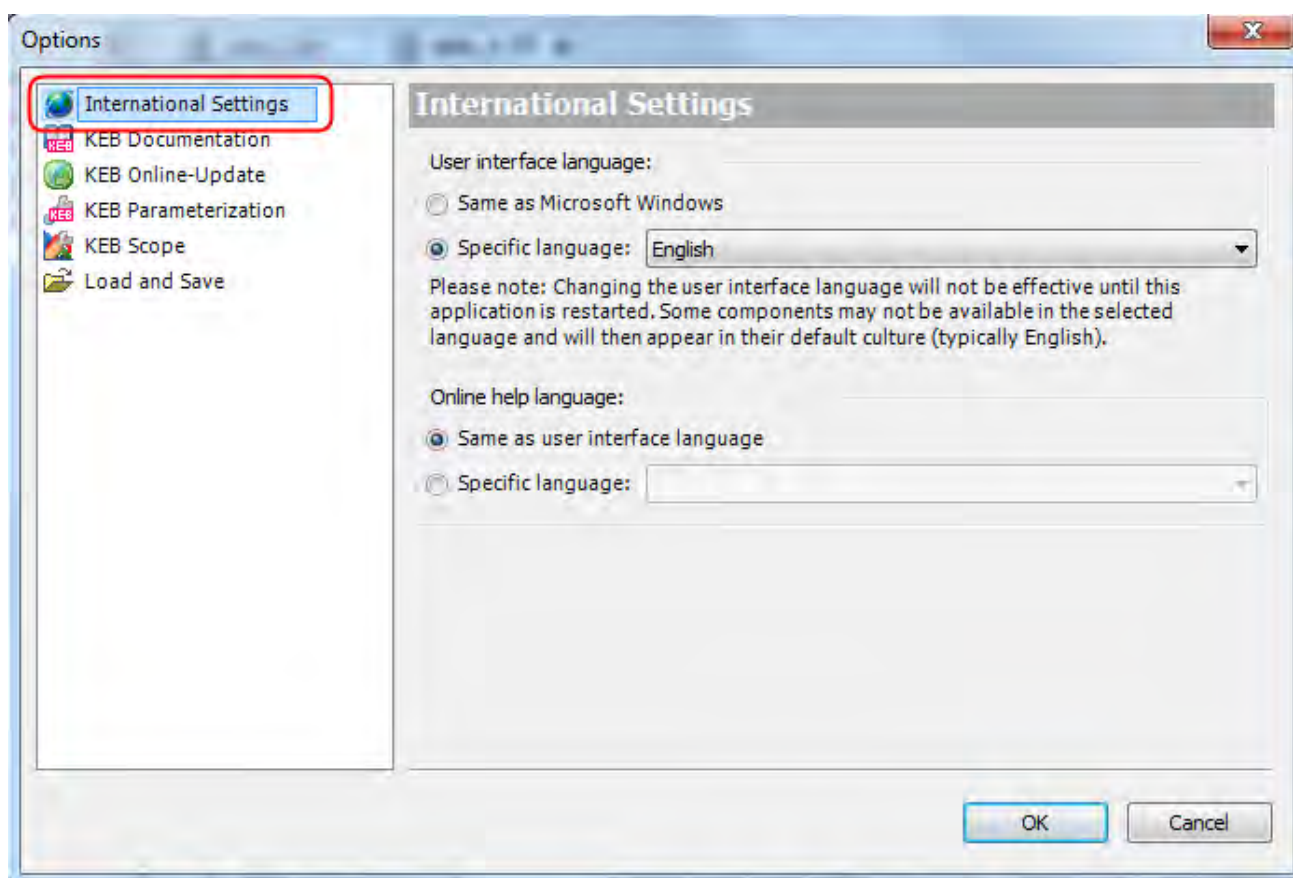 Options
International Settings
KEB Documentation
KEB Online-Update
KEB Parameterization
KEB Scope
Load and Save
International Settings
User interface language:
Same as Microsoft Windows
Specific language: English
Please note: Changing the user interface language will not be effective until this
application is restarted. Some components may not be available in the selected
language and will then appear in their default culture (typically English).
Online help language:
Same as user interface language
Specific language:
OK Cancel